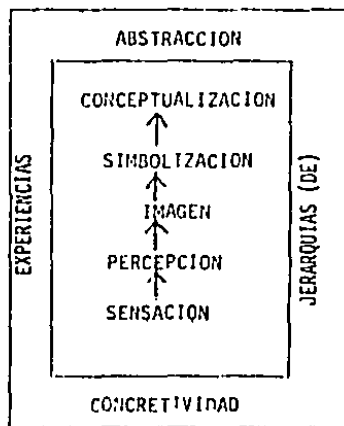 ABSTRACCION
CONCEPTUALIZACION
SIMBOLIZACION
IMAGEN
PERCEPCION
SENSACION
EXPERIENCIAS
JERARQUIAS (DE)
CONCRETIVIDAD